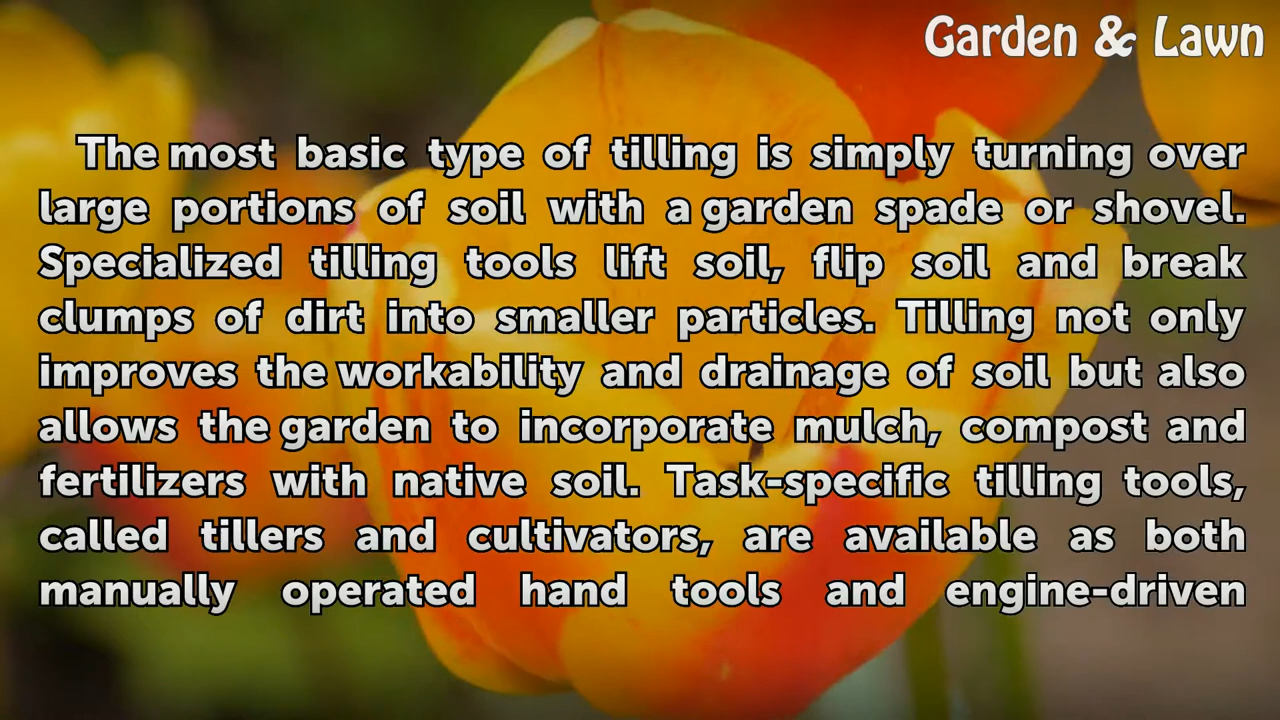 Garden & Lawn
The most basic type of tilling is simply turning over
large portions of soil with a garden spade or shovel.
Specialized tilling tools lift soil, flip soil and break
clumps of dirt into smaller particles. Tilling not only
improves the workability and drainage of soil but also
allows the garden to incorporate mulch, compost and
fertilizers with native soil. Task-specific tilling tools,
called tillers and cultivators, are available as both
manually operated hand tools and engine-driven